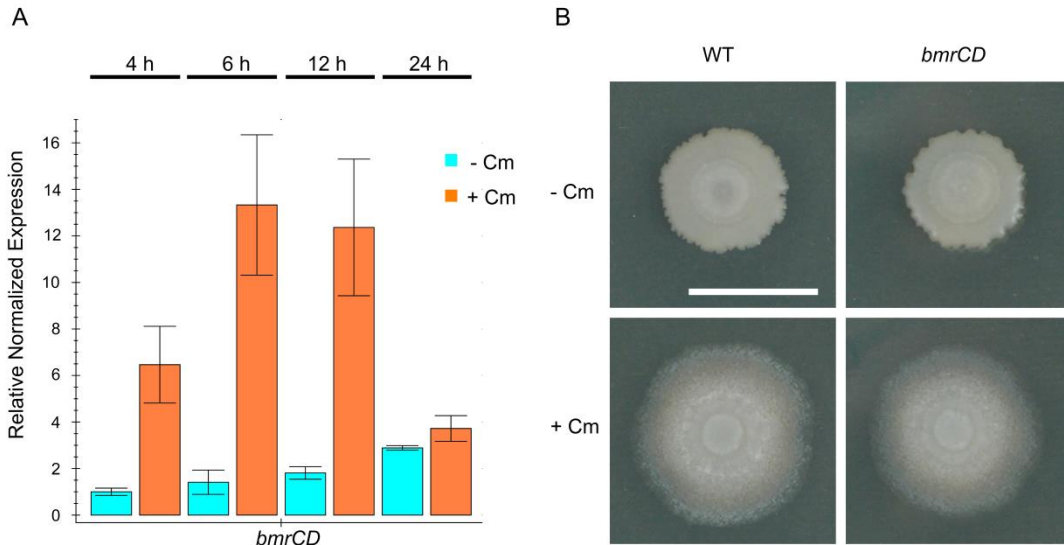 A
4 h 6 h 12 h 24 h
Relative Normalized Expression
16
14
12
10
8
6
4
2
0
- Cm
+ Cm
bmrCD
B
WT bmrCD
- Cm
+ Cm